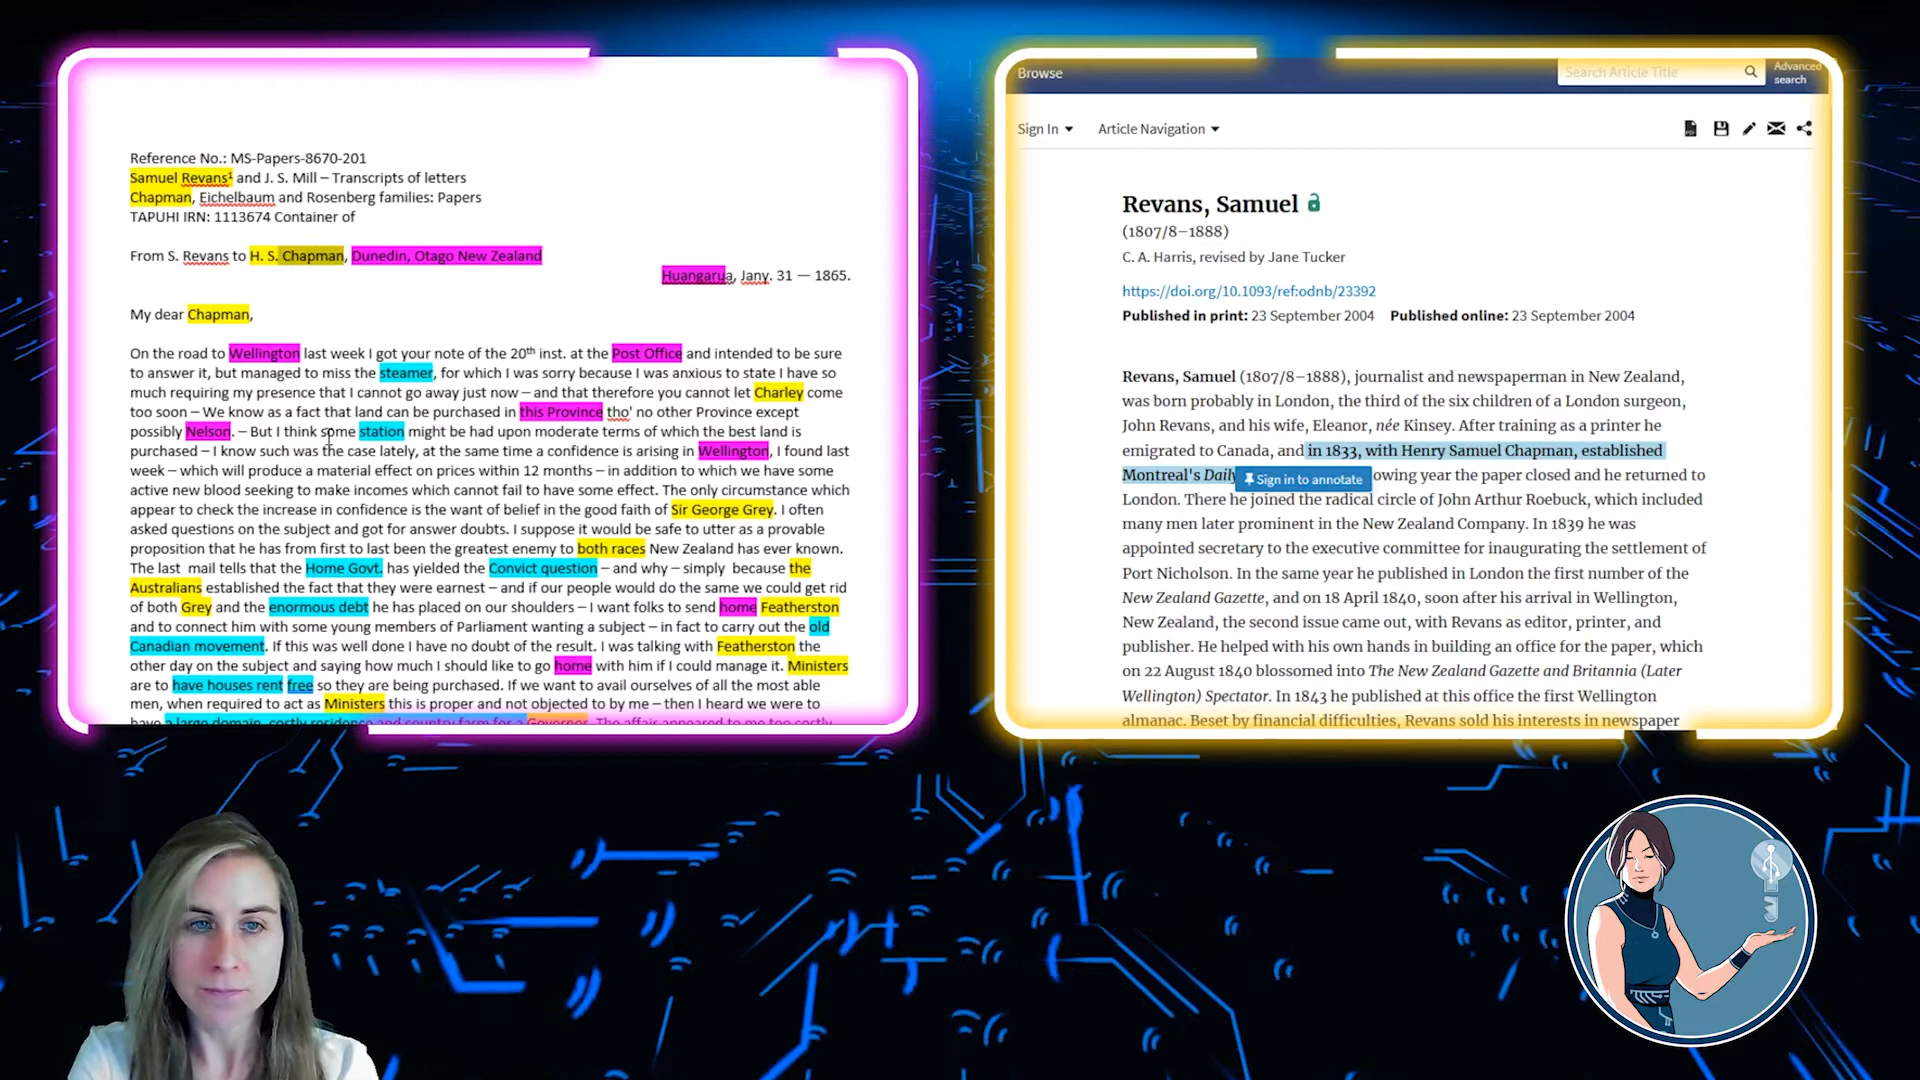 Reference No.: MS-Papers-8670-201
Samuel Revans¹ and J. S. Mill – Transcripts of letters
Chapman, Eichelbaum and Rosenberg families: Papers
TAPUHI IRN: 1113674 Container of
From S. Revans to H. S. Chapman, Dunedin, Otago New Zealand
Huangarua, Jany. 31 — 1865.
My dear Chapman,
On the road to Wellington last week I got your note of the 20th inst. at the Post Office and intended to be sure
to answer it, but managed to miss the steamer, for which I was sorry because I was anxious to state I have so
much requiring my presence that I cannot go away just now – and that therefore you cannot let Charley come
too soon – We know as a fact that land can be purchased in this Province tho' no other Province except
possibly Nelson. – But I think some station might be had upon moderate terms of which the best land is
purchased – I know such was the case lately, at the same time a confidence is arising in Wellington, I found last
week – which will produce a material effect on prices within 12 months – in addition to which we have some
active new blood seeking to make incomes which cannot fail to have some effect. The only circumstance which
appear to check the increase in confidence is the want of belief in the good faith of Sir George Grey. I often
asked questions on the subject and got for answer doubts. I suppose it would be safe to utter as a provable
proposition that he has from first to last been the greatest enemy to both races New Zealand has ever known.
The last mail tells that the Home Govt. has yielded the Convict question – and why – simply because the
Australians established the fact that they were earnest – and if our people would do the same we could get rid
of both Grey and the enormous debt he has placed on our shoulders – I want folks to send home Featherston
and to connect him with some young members of Parliament wanting a subject – in fact to carry out the old
Canadian movement. If this was well done I have no doubt of the result. I was talking with Featherston the
other day on the subject and saying how much I should like to go home with him if I could manage it. Ministers
are to have houses rent free so they are being purchased. If we want to avail ourselves of all the most able
men, when required to act as Ministers this is proper and not objected to by me – then I heard we were to
have a large domain, costly residence and country farm for a Governor. The affair appeared to me too costly
Browse
Search Article Title
Advanced
search
Sign In
Article Navigation
Revans, Samuel
(1807/8–1888)
C. A. Harris, revised by Jane Tucker
https://doi.org/10.1093/ref:odnb/23392
Published in print: 23 September 2004 Published online: 23 September 2004
Revans, Samuel (1807/8–1888), journalist and newspaperman in New Zealand,
was born probably in London, the third of the six children of a London surgeon,
John Revans, and his wife, Eleanor, née Kinsey. After training as a printer he
emigrated to Canada, and in 1833, with Henry Samuel Chapman, established
Montreal's Daily Sign in to annotate owing year the paper closed and he returned to
London. There he joined the radical circle of John Arthur Roebuck, which included
many men later prominent in the New Zealand Company. In 1839 he was
appointed secretary to the executive committee for inaugurating the settlement of
Port Nicholson. In the same year he published in London the first number of the
New Zealand Gazette, and on 18 April 1840, soon after his arrival in Wellington,
New Zealand, the second issue came out, with Revans as editor, printer, and
publisher. He helped with his own hands in building an office for the paper, which
on 22 August 1840 blossomed into The New Zealand Gazette and Britannia (Later
Wellington) Spectator. In 1843 he published at this office the first Wellington
almanac. Beset by financial difficulties, Revans sold his interests in newspaper